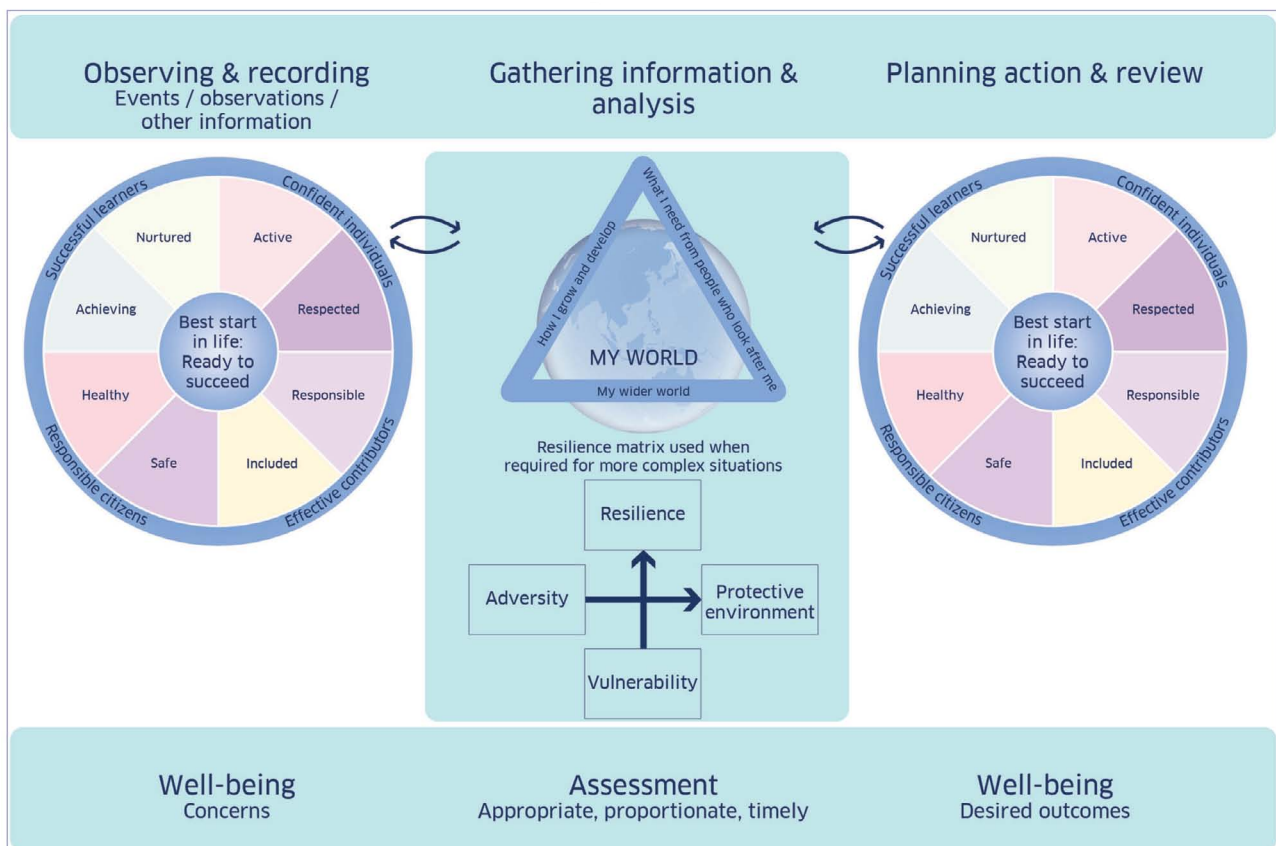 Observing & recording
Events / observations /
other information
Gathering information &
analysis
Planning action & review
Successful learners
Confident individuals
Responsible citizens
Effective contributors
Nurtured
Active
Achieving
Respected
Healthy
Responsible
Safe
Included
Best start
in life:
Ready to
succeed
How I grow and develop
What I need from people who look after me
MY WORLD
My wider world
Resilience matrix used when
required for more complex situations
Resilience
Adversity
Protective
environment
Vulnerability
Successful learners
Confident individuals
Responsible citizens
Effective contributors
Nurtured
Active
Achieving
Respected
Healthy
Responsible
Safe
Included
Best start
in life:
Ready to
succeed
Well-being
Concerns
Assessment
Appropriate, proportionate, timely
Well-being
Desired outcomes